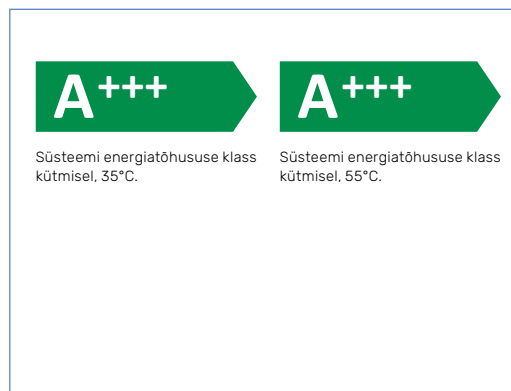 A+++
Süsteemi energiatõhususe klass
kütmisel, 35°C.
A+++
Süsteemi energiatõhususe klass
kütmisel, 55°C.